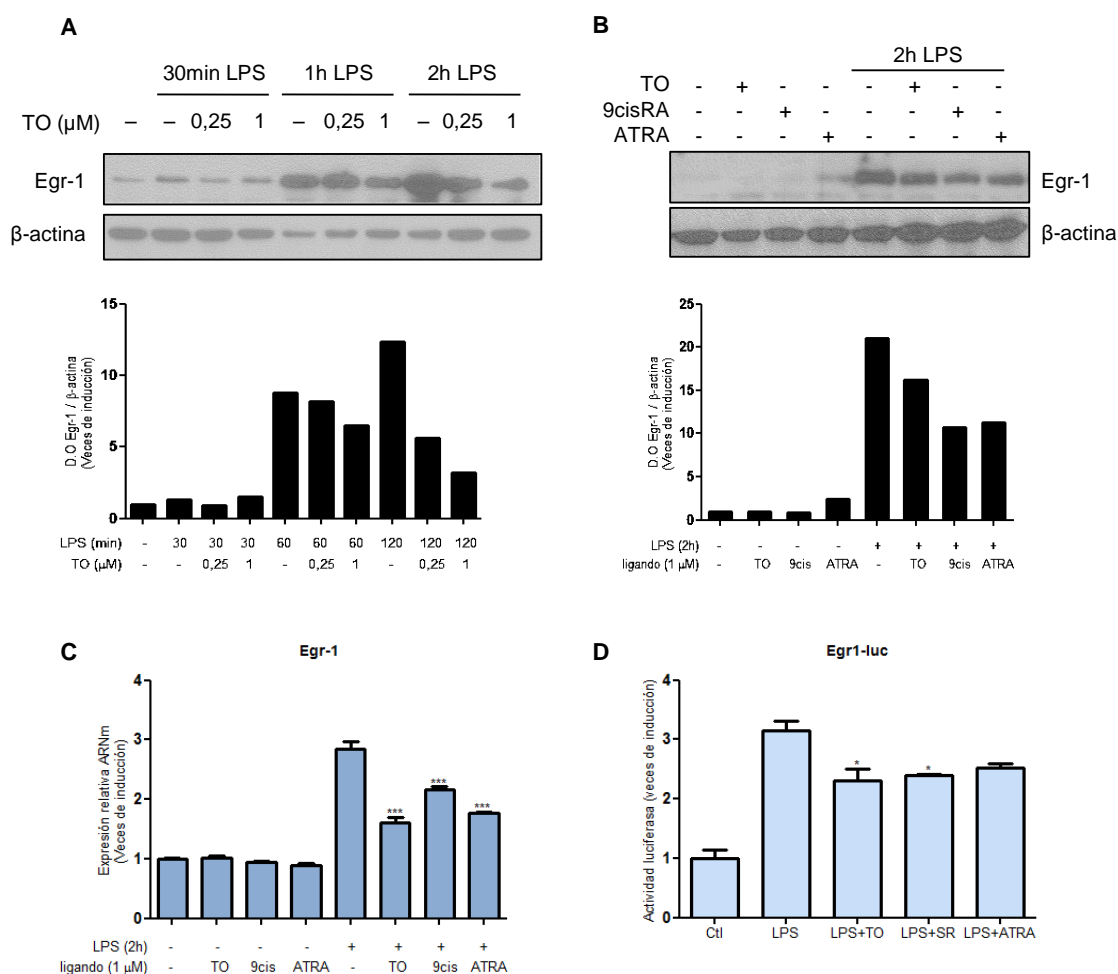 A
30min LPS 1h LPS 2h LPS
TO (µM) – – 0,25 1 – 0,25 1 – 0,25 1
Egr-1
β-actina
15
10
5
0
D.O Egr-1 / β-actina
(Veces de inducción)
LPS (min) - 30 30 30 60 60 60 120 120 120
TO (µM) - - 0,25 1 - 0,25 1 - 0,25 1
B
2h LPS
TO - + - - - + - -
9cisRA - - + - - - + -
ATRA - - - + - - - +
Egr-1
β-actina
25
20
15
10
5
0
D.O Egr-1 / β-actina
(Veces de inducción)
LPS (2h) - - - - + + + +
ligando (1 µM) - TO 9cis ATRA - TO 9cis ATRA
C
Egr-1
4
3
2
1
0
Expresión relativa ARNm
(Veces de inducción)
*** *** ***
LPS (2h) - - - - + + + +
ligando (1 µM) - TO 9cis ATRA - TO 9cis ATRA
D
Egr1-luc
4
3
2
1
0
Actividad luciferasa (veces de inducción)
* *
Ctl LPS LPS+TO LPS+SR LPS+ATRA